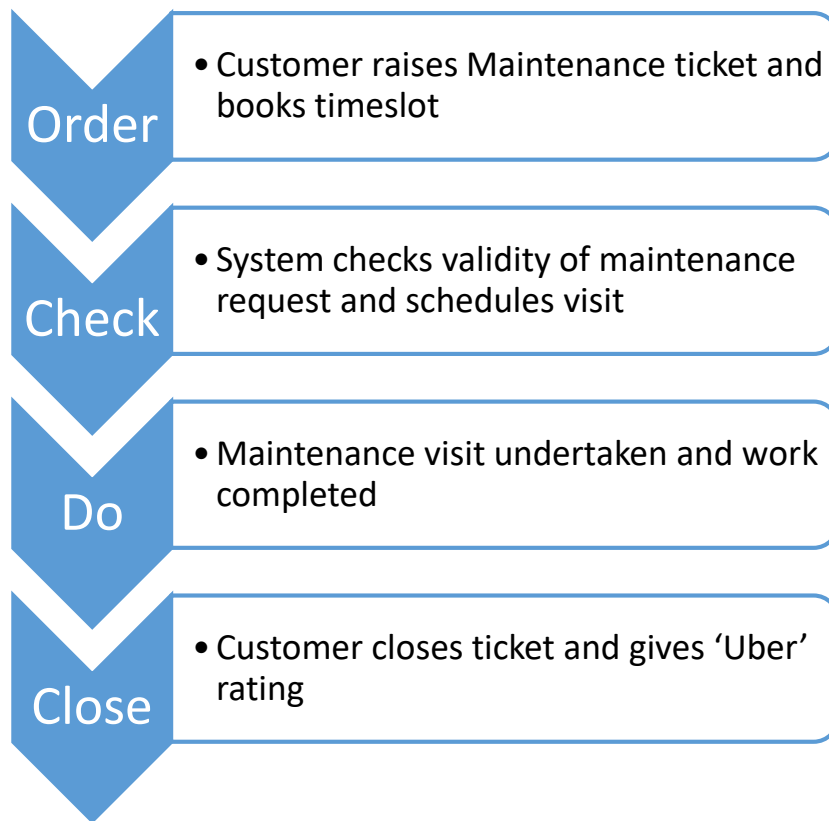 Order
• Customer raises Maintenance ticket and
books timeslot
Check
• System checks validity of maintenance
request and schedules visit
Do
• Maintenance visit undertaken and work
completed
Close
• Customer closes ticket and gives ‘Uber’
rating